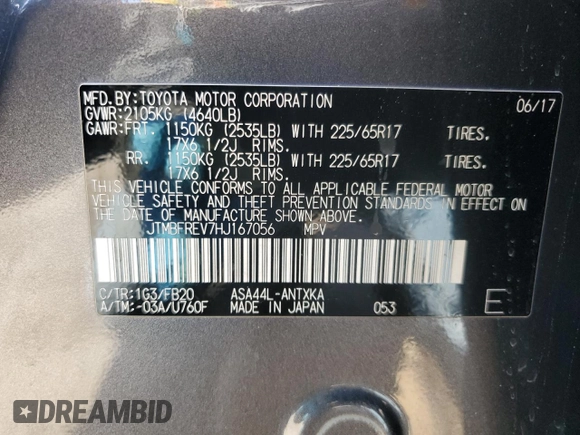 MFD.BY:TOYOTA MOTOR CORPORATION 06/17
GVWR:2105KG (4640LB)
GAWR:FRT. 1150KG (2535LB) WITH 225/65R17 TIRES.
17X6 1/2J RIMS.
RR. 1150KG (2535LB) WITH 225/65R17 TIRES.
17X6 1/2J RIMS.
THIS VEHICLE CONFORMS TO ALL APPLICABLE FEDERAL MOTOR
VEHICLE SAFETY AND THEFT PREVENTION STANDARDS IN EFFECT ON
THE DATE OF MANUFACTURE SHOWN ABOVE.
JTMBFREV7HJ167056 MPV
C/TR:1G3/FB20 ASA44L-ANTXKA
A/TM:-03A/U760F MADE IN JAPAN 053 E
DREAMBID